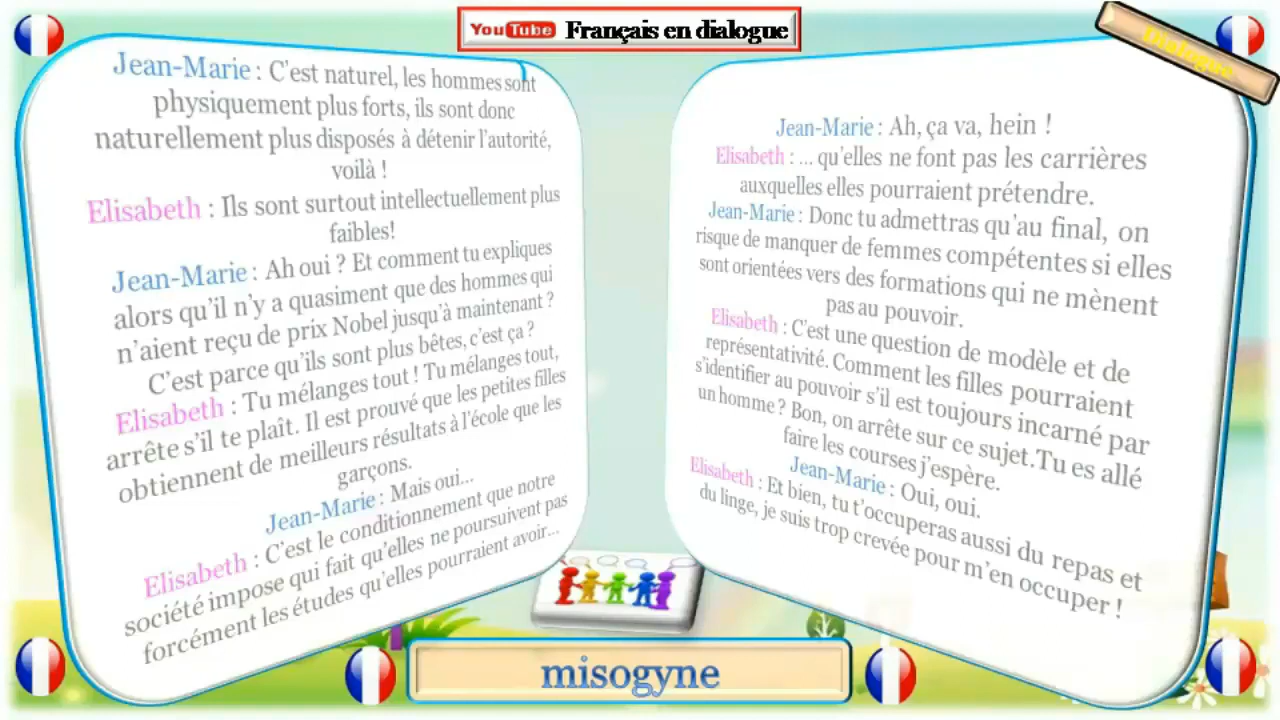 YouTube Français en dialogue
Dialogue
Jean-Marie : C'est naturel, les hommes sont
physiquement plus forts, ils sont donc
naturellement plus disposés à détenir l'autorité,
voilà !
Elisabeth : Ils sont surtout intellectuellement plus
faibles!
Jean-Marie : Ah oui ? Et comment tu expliques
alors qu'il n'y a quasiment que des hommes qui
n'aient reçu de prix Nobel jusqu'à maintenant ?
C'est parce qu'ils sont plus bêtes, c'est ça ?
Elisabeth : Tu mélanges tout ! Tu mélanges tout,
arrête s'il te plaît. Il est prouvé que les petites filles
obtiennent de meilleurs résultats à l'école que les
garçons.
Jean-Marie : Mais oui...
Elisabeth : C'est le conditionnement que notre
société impose qui fait qu'elles ne poursuivent pas
forcément les études qu'elles pourraient avoir...
Jean-Marie : Ah, ça va, hein !
Elisabeth : ... qu'elles ne font pas les carrières
auxquelles elles pourraient prétendre.
Jean-Marie : Donc tu admettras qu'au final, on
risque de manquer de femmes compétentes si elles
sont orientées vers des formations qui ne mènent
pas au pouvoir.
Elisabeth : C'est une question de modèle et de
représentativité. Comment les filles pourraient
s'identifier au pouvoir s'il est toujours incarné par
un homme ? Bon, on arrête sur ce sujet.Tu es allé
faire les courses j'espère.
Jean-Marie : Oui, oui.
Elisabeth : Et bien, tu t'occuperas aussi du repas et
du linge, je suis trop crevée pour m'en occuper !
misogyne